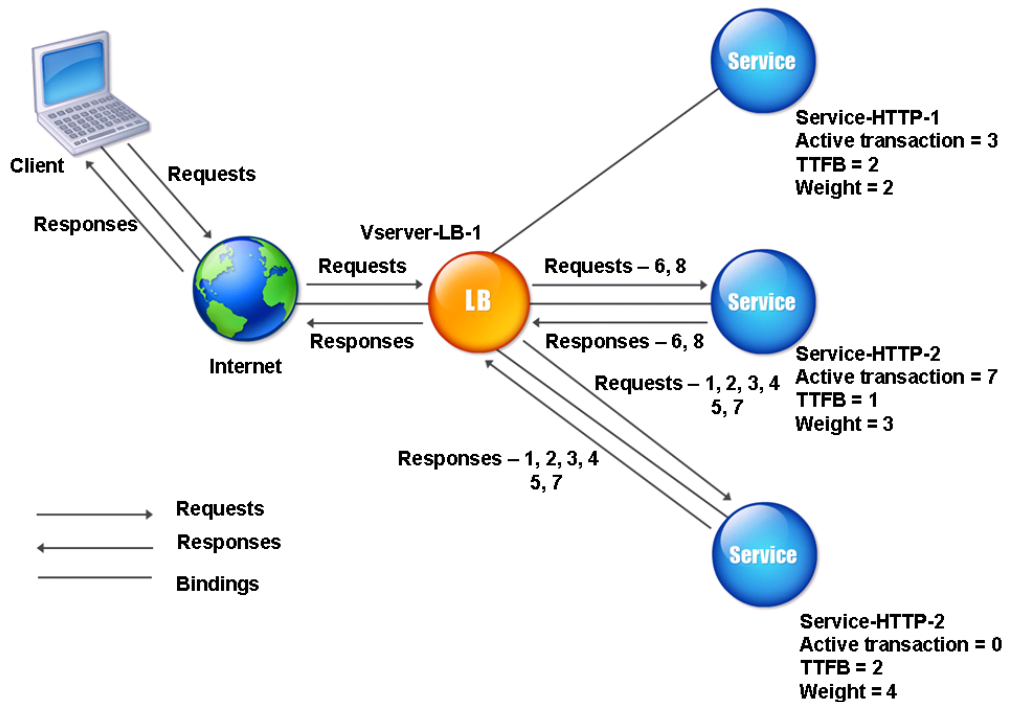 Service
Service-HTTP-1
Active transaction = 3
TTFB = 2
Weight = 2
Client
Requests
Responses
Vserver-LB-1
Requests
LB
Requests – 6, 8
Service
Responses
Responses – 6, 8
Internet
Service-HTTP-2
Active transaction = 7
TTFB = 1
Weight = 3
Requests – 1, 2, 3, 4
5, 7
Responses – 1, 2, 3, 4
5, 7
Requests
Responses
Bindings
Service
Service-HTTP-2
Active transaction = 0
TTFB = 2
Weight = 4